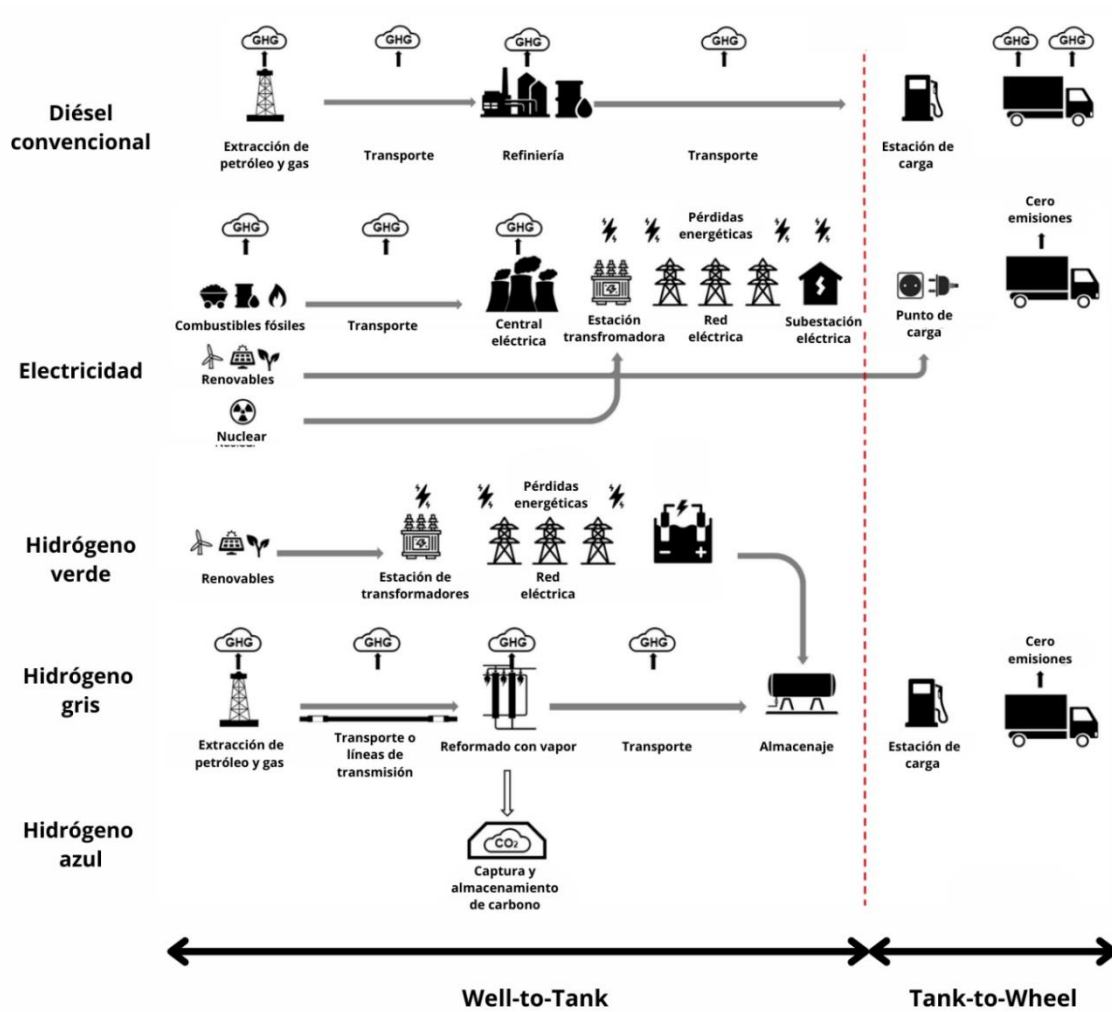 GHG
GHG
GHG
GHG
GHG
GHG
Diésel
convencional
Extracción de
petróleo y gas
Transporte
Refiniería
Transporte
Estación de
carga
GHG
GHG
GHG
Pérdidas
energéticas
Cero
emisiones
Electricidad
Combustibles fósiles
Transporte
Central
eléctrica
Estación
transfromadora
Red
eléctrica
Subestación
eléctrica
Punto de
carga
Renovables
Nuclear
Hidrógeno
verde
Pérdidas
energéticas
Renovables
Estación de
transformadores
Red
eléctrica
GHG
GHG
GHG
GHG
Cero
emisiones
Hidrógeno
gris
Extracción de
petróleo y gas
Transporte o
líneas de
transmisión
Reformado con vapor
Transporte
Almacenaje
Estación de
carga
Hidrógeno
azul
CO₂
Captura y
almacenamiento
de carbono
Well-to-Tank
Tank-to-Wheel